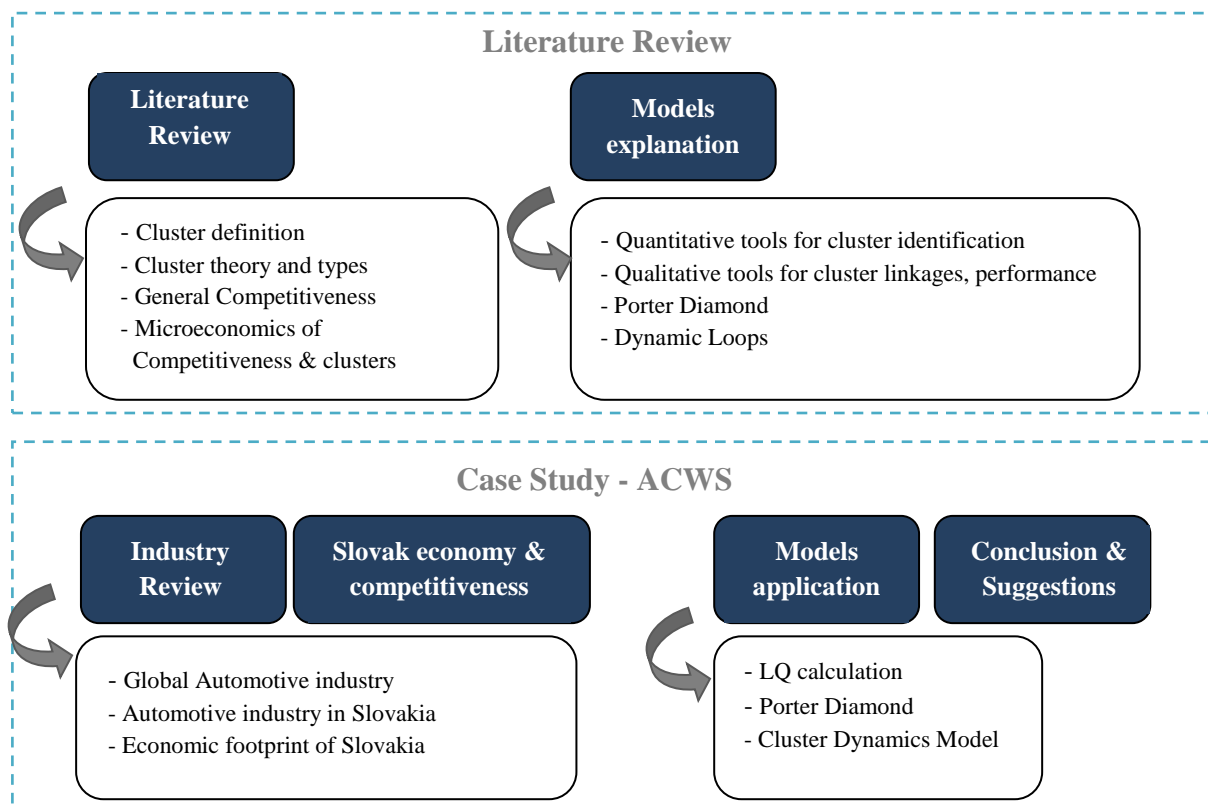 Literature Review
Literature
Review
Models
explanation
- Cluster definition
- Cluster theory and types
- General Competitiveness
- Microeconomics of
Competitiveness & clusters
- Quantitative tools for cluster identification
- Qualitative tools for cluster linkages, performance
- Porter Diamond
- Dynamic Loops
Case Study - ACWS
Industry
Review
Slovak economy &
competitiveness
Models
application
Conclusion &
Suggestions
- Global Automotive industry
- Automotive industry in Slovakia
- Economic footprint of Slovakia
- LQ calculation
- Porter Diamond
- Cluster Dynamics Model